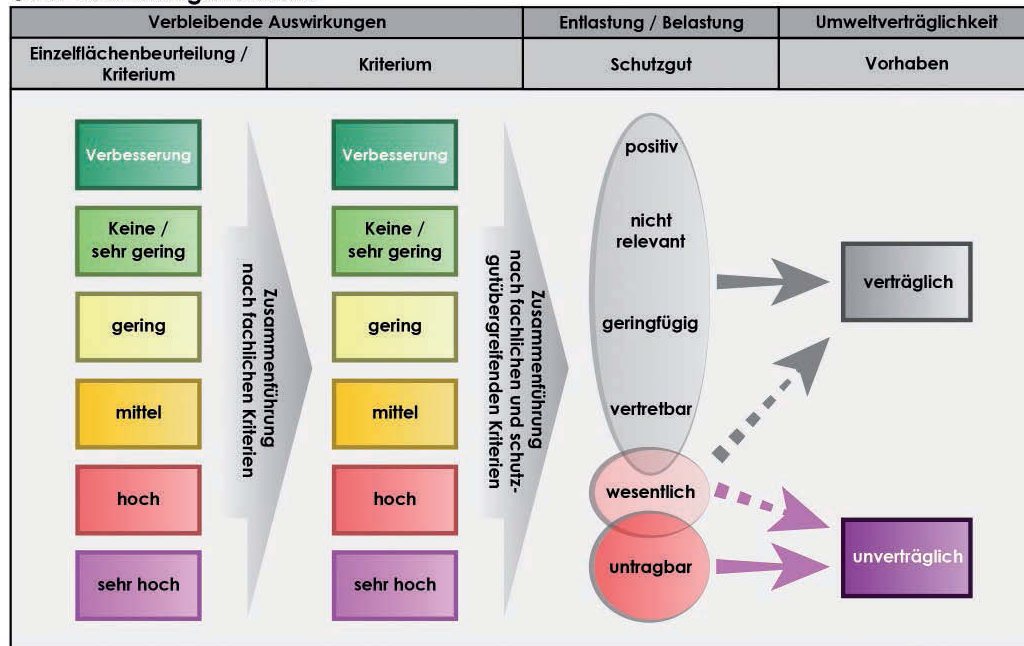 Verbleibende Auswirkungen
Entlastung / Belastung
Umweltverträglichkeit
Einzelflächenbeurteilung /
Kriterium
Kriterium
Schutzgut
Vorhaben
Verbesserung
Keine /
sehr gering
gering
mittel
hoch
sehr hoch
Zusammenführung
nach fachlichen Kriterien
Verbesserung
Keine /
sehr gering
gering
mittel
hoch
sehr hoch
Zusammenführung
nach fachlichen und schutz-
gutübergreifenden Kriterien
positiv
nicht
relevant
geringfügig
vertretbar
wesentlich
untragbar
verträglich
unverträglich